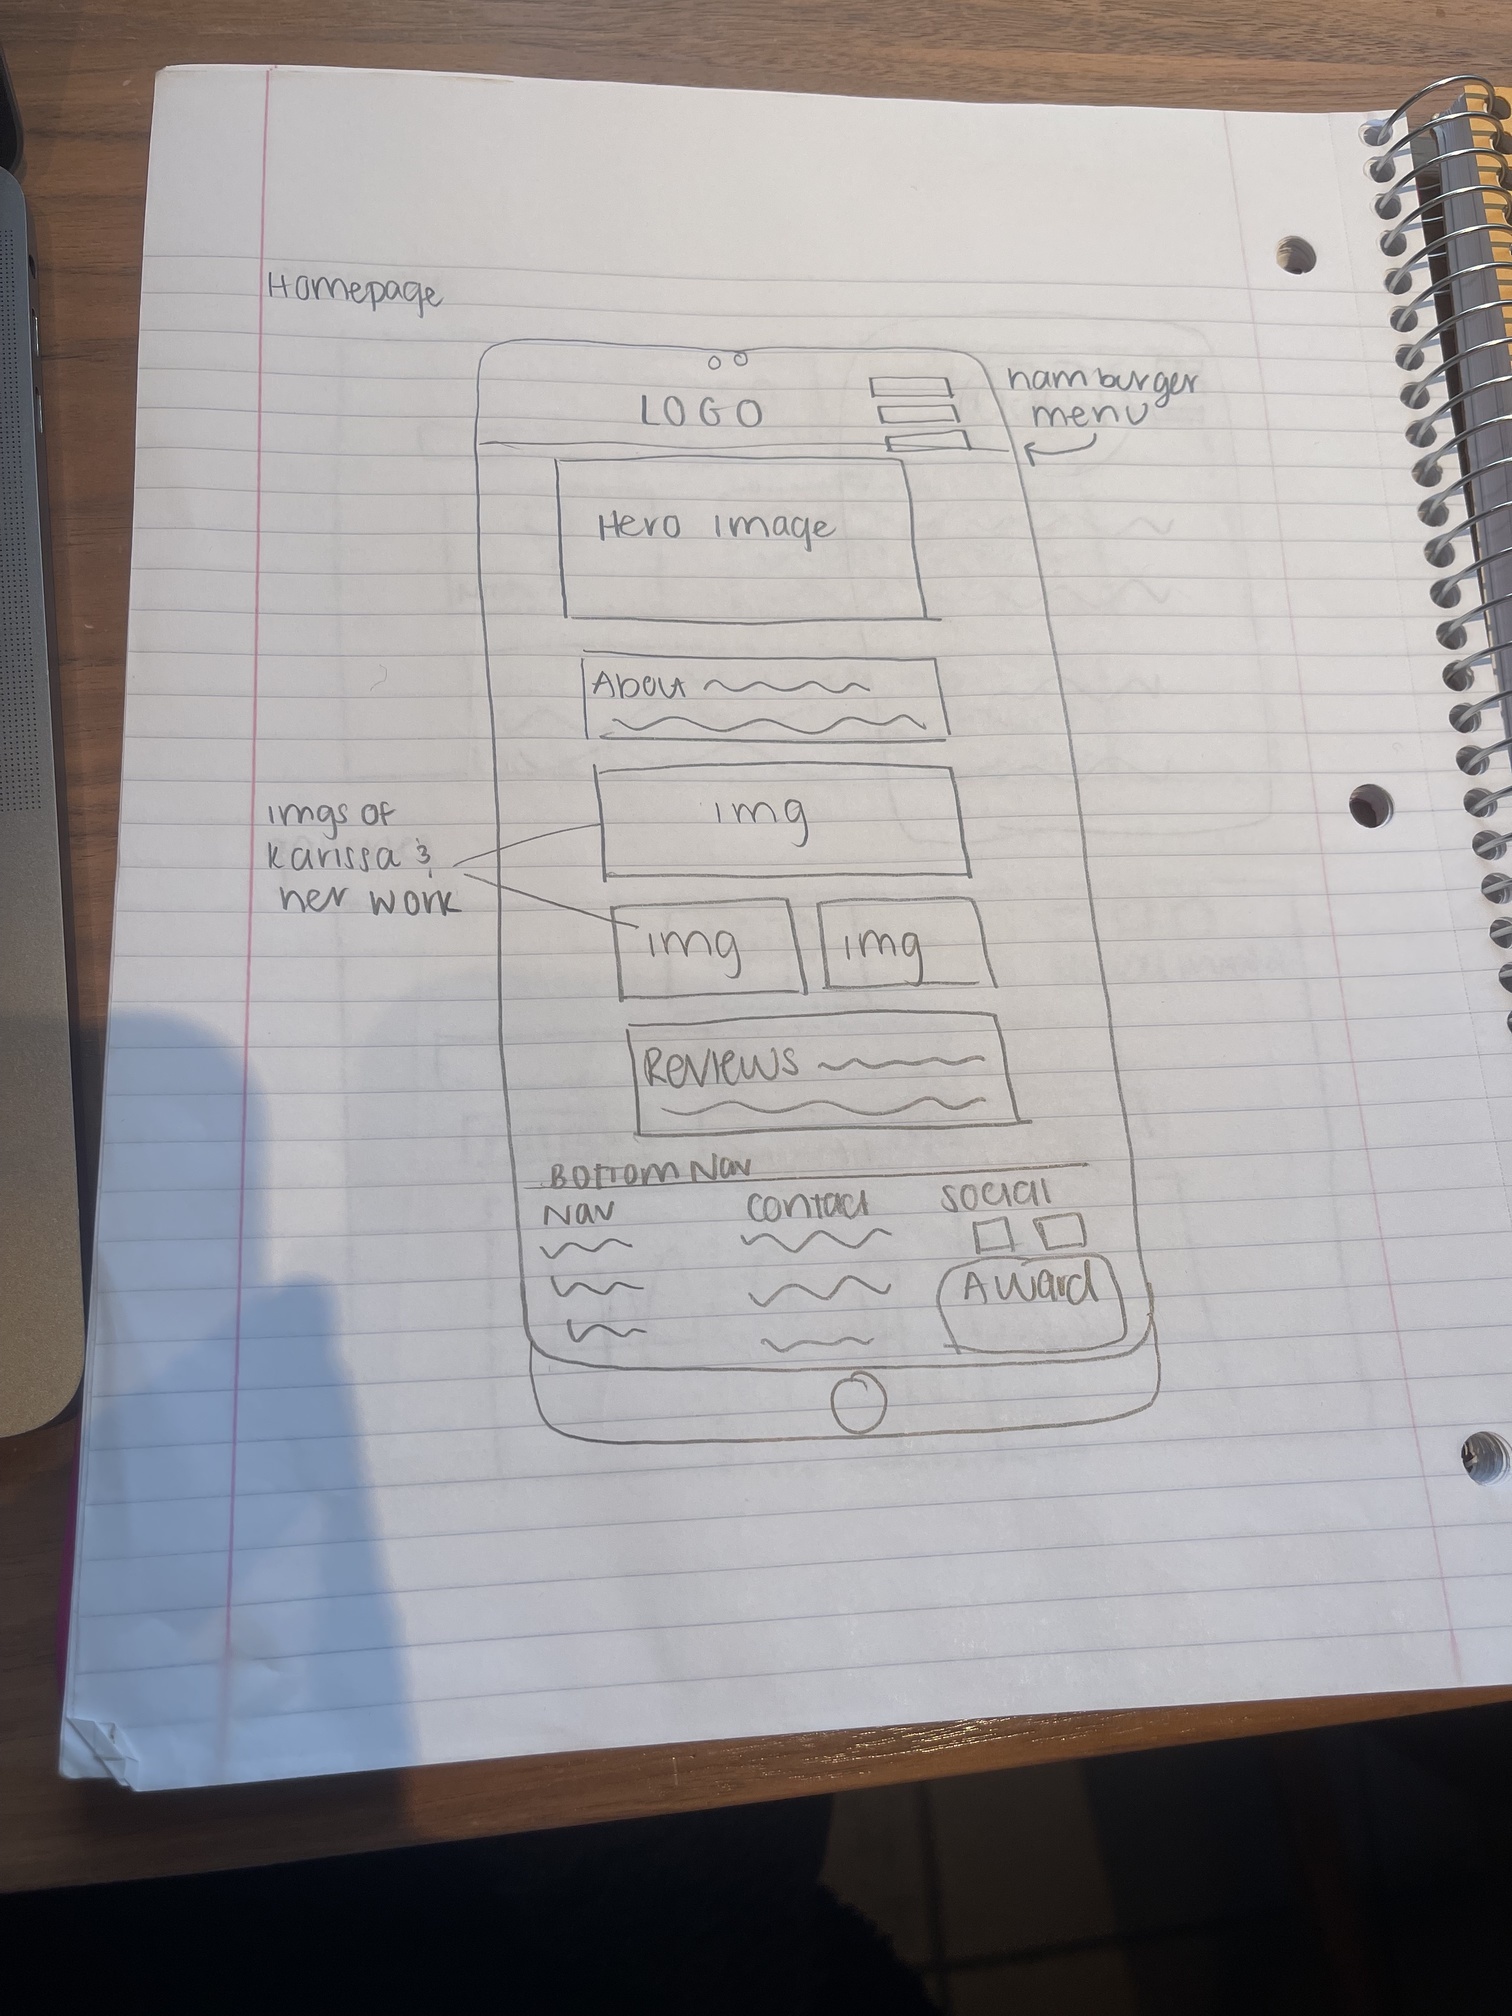 Homepage
hamburger
menu
LOGO
Hero image
About
imgs of
karissa &
her work
img
img
img
Reviews
Bottom Nav
Nav
contact
social
Award